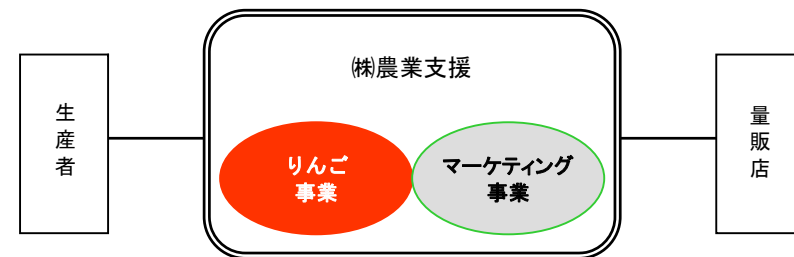 ㈱農業支援
生産者
りんご
事業
マーケティング
事業
量販店